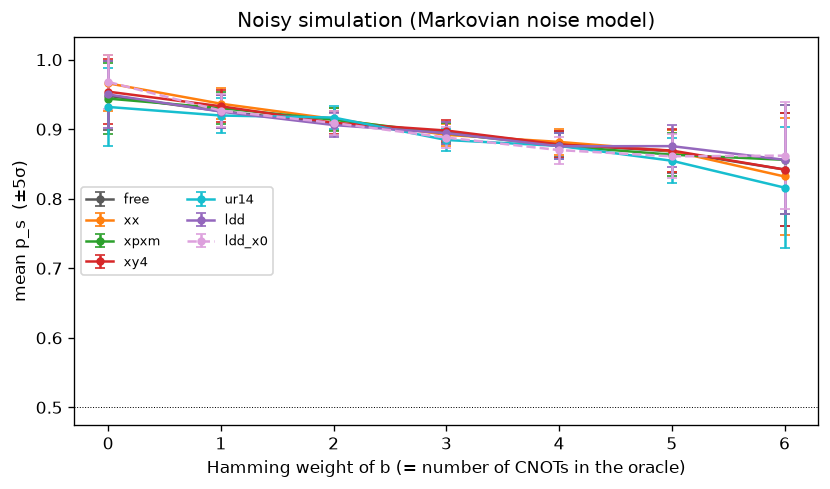 Noisy simulation (Markovian noise model)
mean p_s (±5σ)
1.0
0.9
0.8
0.7
0.6
0.5
free
xx
xpxm
xy4
ur14
ldd
ldd_x0
0 1 2 3 4 5 6
Hamming weight of b (= number of CNOTs in the oracle)